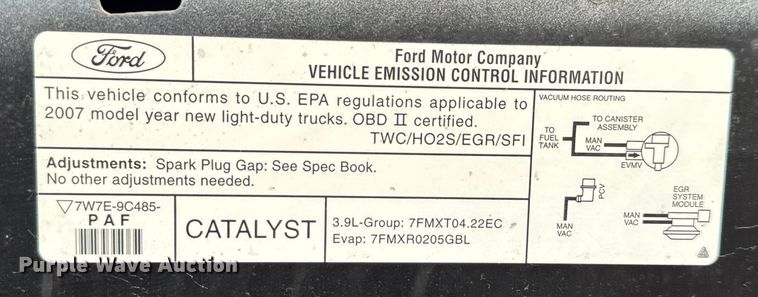 Ford
Ford Motor Company
VEHICLE EMISSION CONTROL INFORMATION
This vehicle conforms to U.S. EPA regulations applicable to
2007 model year new light-duty trucks. OBD II certified.
TWC/HO2S/EGR/SFI
Adjustments: Spark Plug Gap: See Spec Book.
No other adjustments needed.
7W7E-9C485-
PAF
CATALYST
3.9L-Group: 7FMXT04.22EC
Evap: 7FMXR0205GBL
VACUUM HOSE ROUTING
TO CANISTER
ASSEMBLY
TO
FUEL
TANK
MAN
VAC
EVMV
PCV
MAN
VAC
EGR
SYSTEM
MODULE
MAN
VAC
Purple Wave Auction